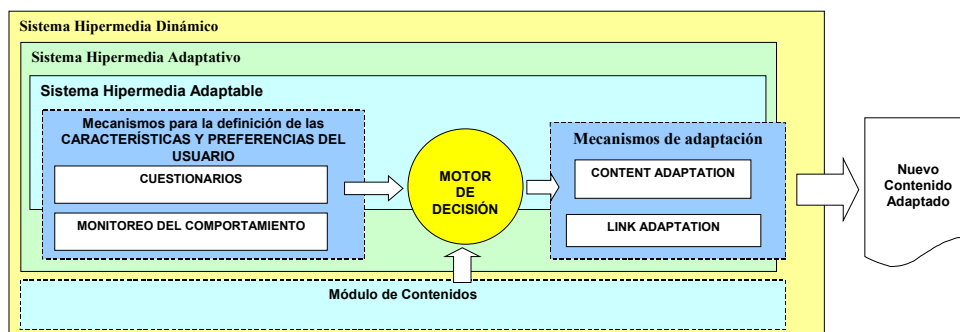 Sistema Hipermedia Dinámico
Sistema Hipermedia Adaptativo
Sistema Hipermedia Adaptable
Mecanismos para la definición de las
CARACTERÍSTICAS Y PREFERENCIAS DEL
USUARIO
CUESTIONARIOS
MONITOREO DEL COMPORTAMIENTO
MOTOR
DE
DECISIÓN
Mecanismos de adaptación
CONTENT ADAPTATION
LINK ADAPTATION
Nuevo
Contenido
Adaptado
Módulo de Contenidos